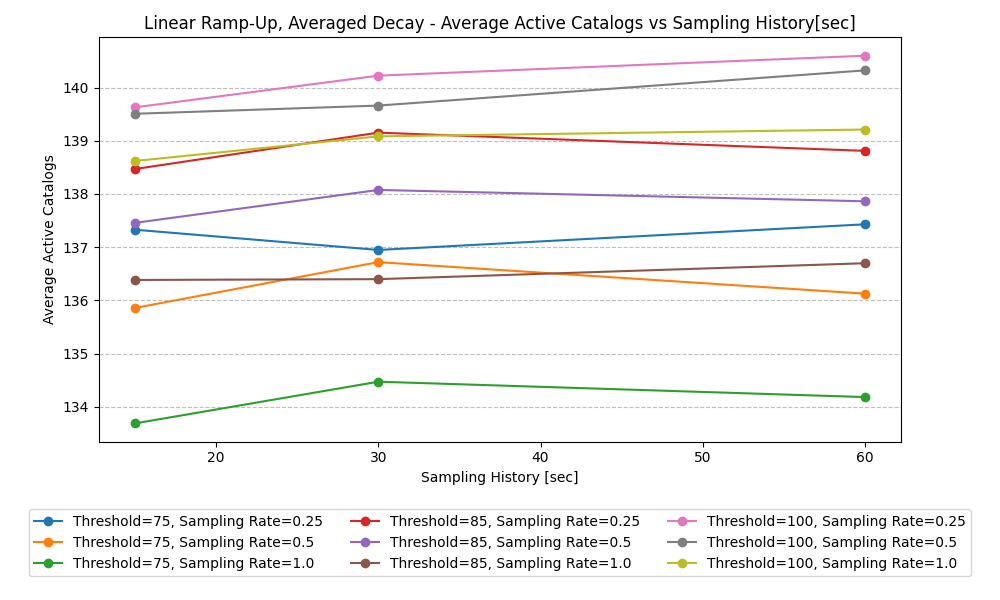 Linear Ramp-Up, Averaged Decay - Average Active Catalogs vs Sampling History[sec]
Average Active Catalogs
140
139
138
137
136
135
134
20 30 40 50 60
Sampling History [sec]
Threshold=75, Sampling Rate=0.25 Threshold=85, Sampling Rate=0.25 Threshold=100, Sampling Rate=0.25
Threshold=75, Sampling Rate=0.5 Threshold=85, Sampling Rate=0.5 Threshold=100, Sampling Rate=0.5
Threshold=75, Sampling Rate=1.0 Threshold=85, Sampling Rate=1.0 Threshold=100, Sampling Rate=1.0